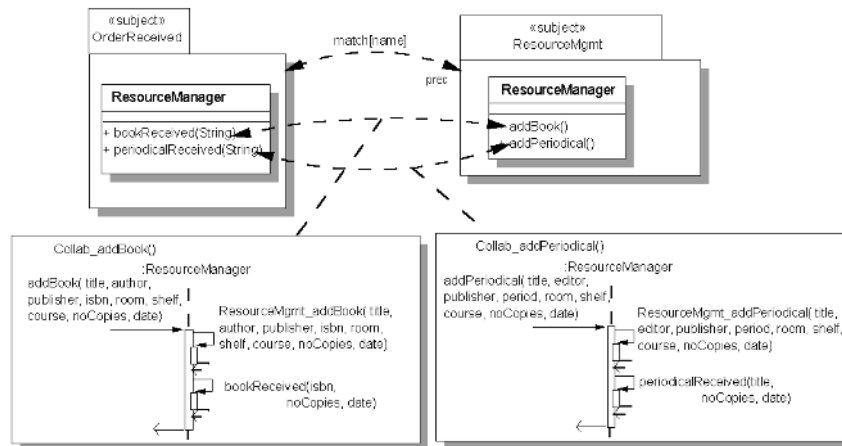 «subject»
OrderReceived
match[name]
«subject»
ResourceMgmt
prec
ResourceManager
+ bookReceived(String)
+ periodicalReceived(String)
ResourceManager
+ addBook()
+ addPeriodical()
Collab_addBook()
:ResourceManager
addBook( title, author,
publisher, isbn, room, shelf,
course, noCopies, date)
ResourceMgmt_addBook( title,
author, publisher, isbn, room,
shelf, course, noCopies, date)
bookReceived(isbn,
noCopies, date)
Collab_addPeriodical()
:ResourceManager
addPeriodical( title, editor,
publisher, period, room, shelf,
course, noCopies, date)
ResourceMgmt_addPeriodical( title,
editor, publisher, period, room, shelf,
course, noCopies, date)
periodicalReceived(title,
noCopies, date)